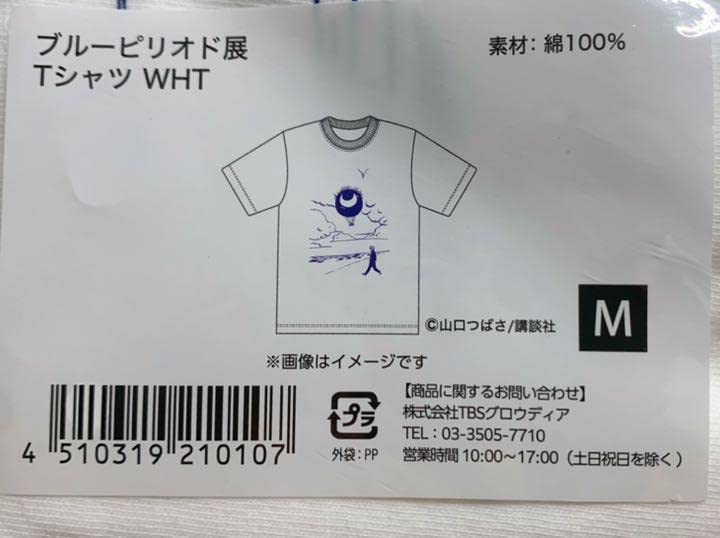 ブルーピリオド展
Tシャツ WHT
素材: 綿100%
©山口つばさ/講談社
M
※画像はイメージです
4 510319 210107
プラ
外袋:PP
【商品に関するお問い合わせ】
株式会社TBSグロウディア
TEL:03-3505-7710
営業時間 10:00～17:00（土日祝日を除く）